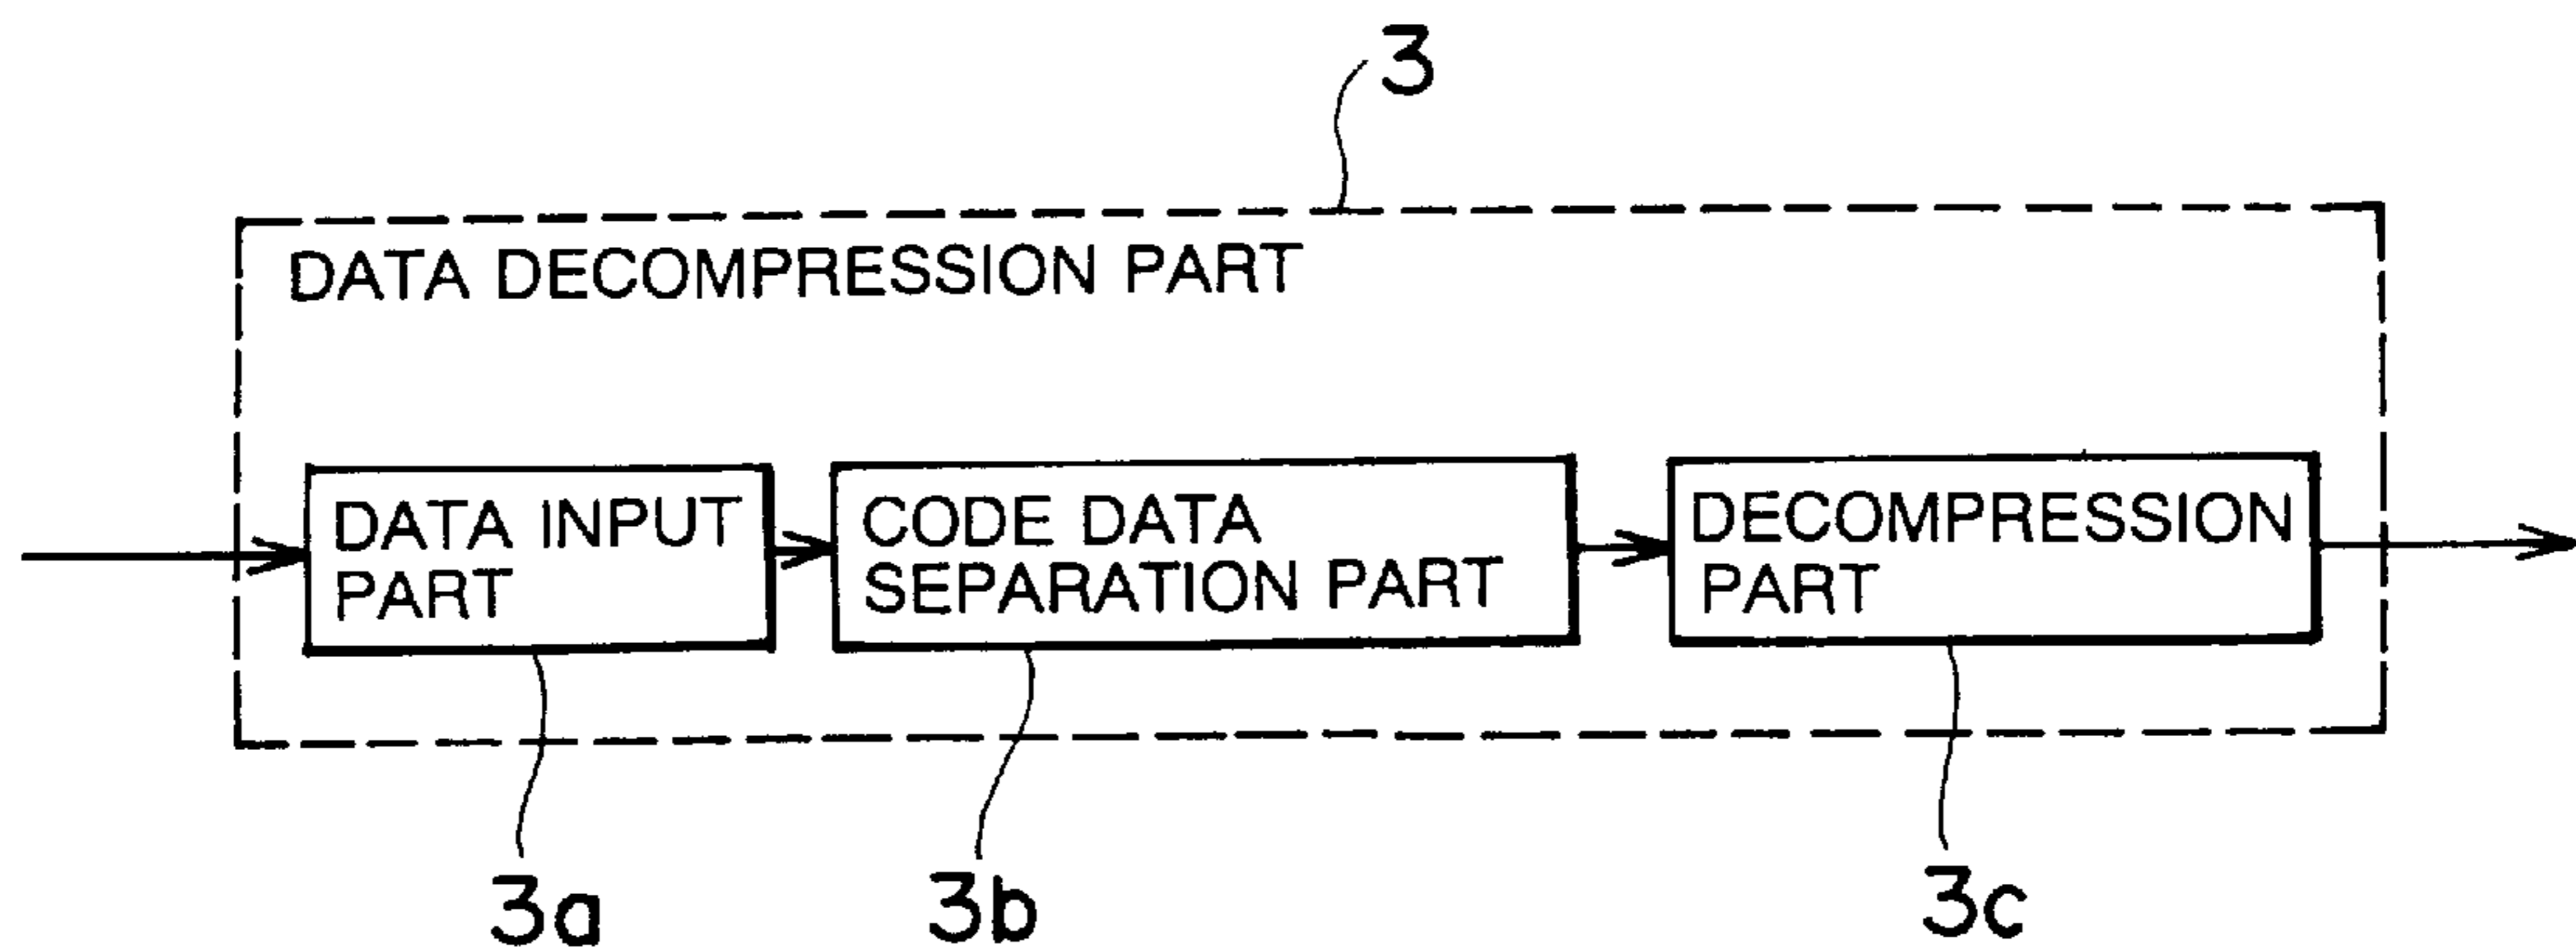 3
DATA DECOMPRESSION PART
DATA INPUT
PART
CODE DATA
SEPARATION PART
DECOMPRESSION
PART
3a
3b
3c